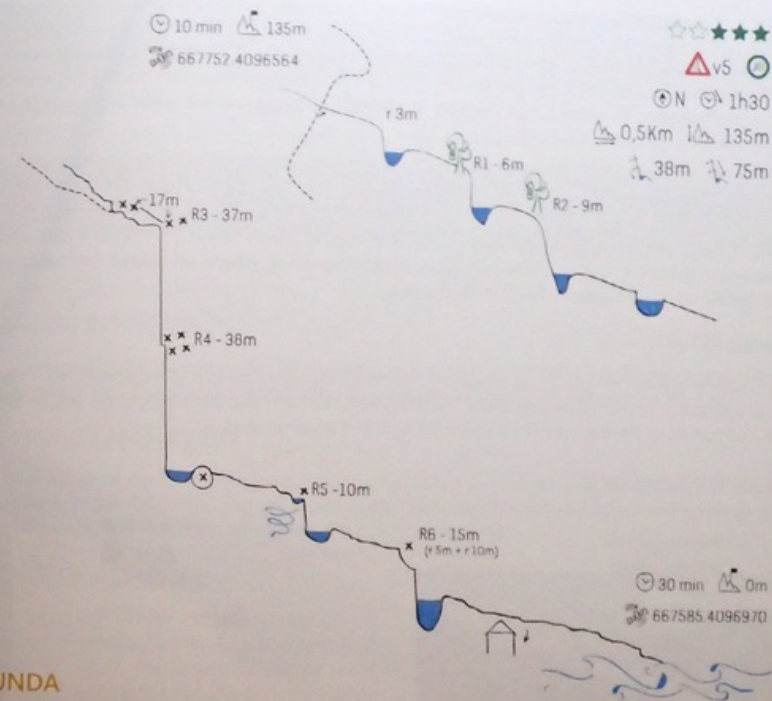 10 min 135m
667752 4096564
v5
N 1h30
0,5Km 135m
38m 75m
r 3m
R1 - 6m
R2 - 9m
17m
R3 - 37m
R4 - 38m
R5 -10m
R6 - 15m
(r 5m + r 10m)
30 min 0m
667585 4096970
UNDA